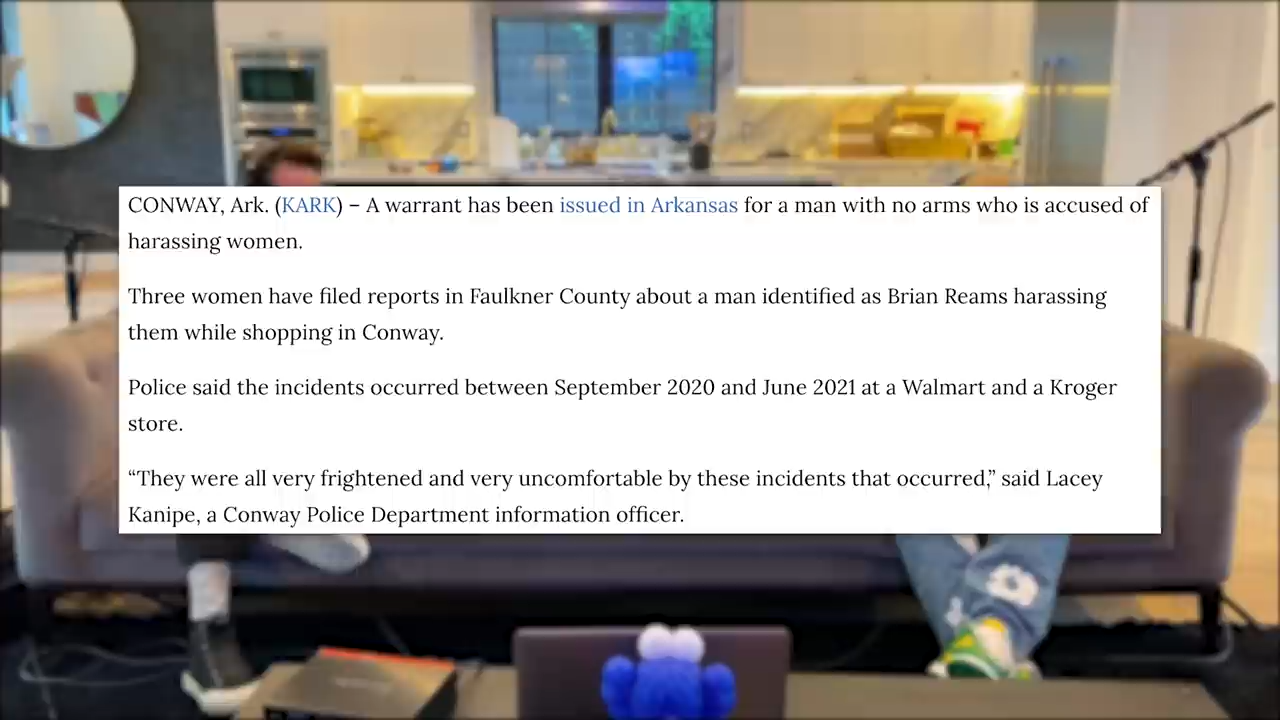 CONWAY, Ark. (KARK) – A warrant has been issued in Arkansas for a man with no arms who is accused of
harassing women.
Three women have filed reports in Faulkner County about a man identified as Brian Reams harassing
them while shopping in Conway.
Police said the incidents occurred between September 2020 and June 2021 at a Walmart and a Kroger
store.
“They were all very frightened and very uncomfortable by these incidents that occurred,” said Lacey
Kanipe, a Conway Police Department information officer.